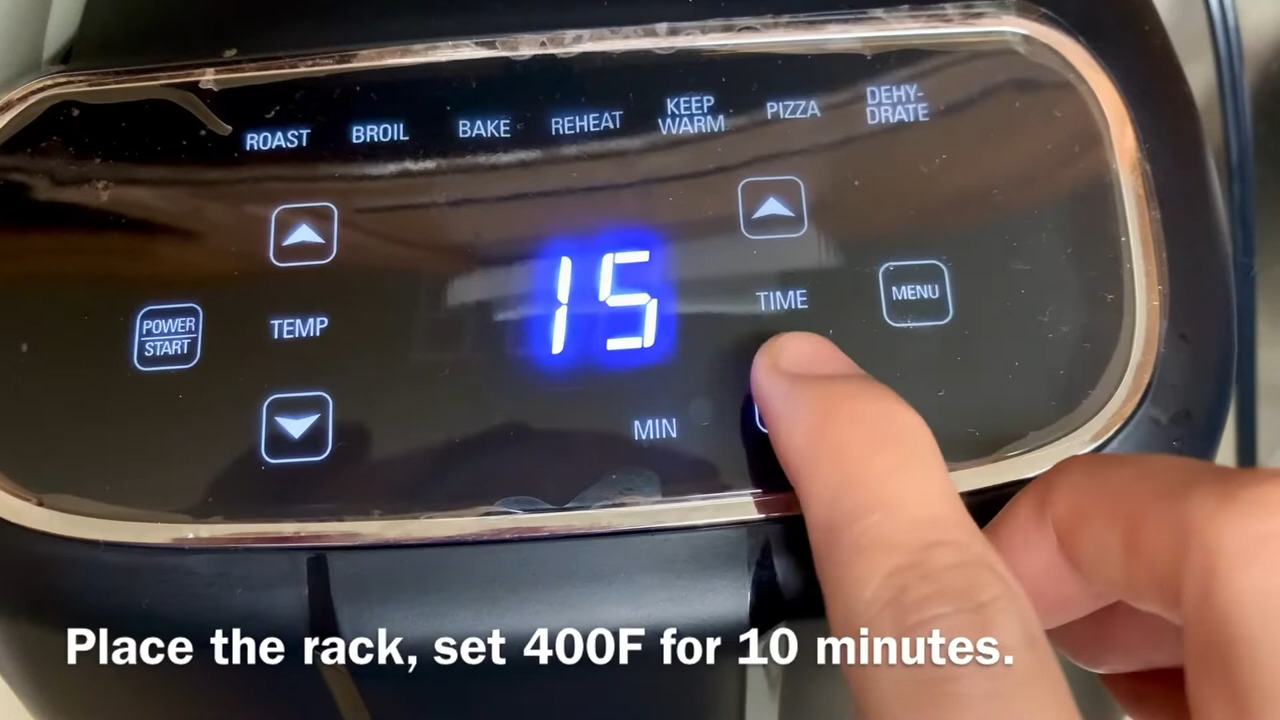 ROAST BROIL BAKE REHEAT KEEP WARM PIZZA DEHY-DRATE
15
POWER
START
TEMP
TIME
MENU
MIN
Place the rack, set 400F for 10 minutes.